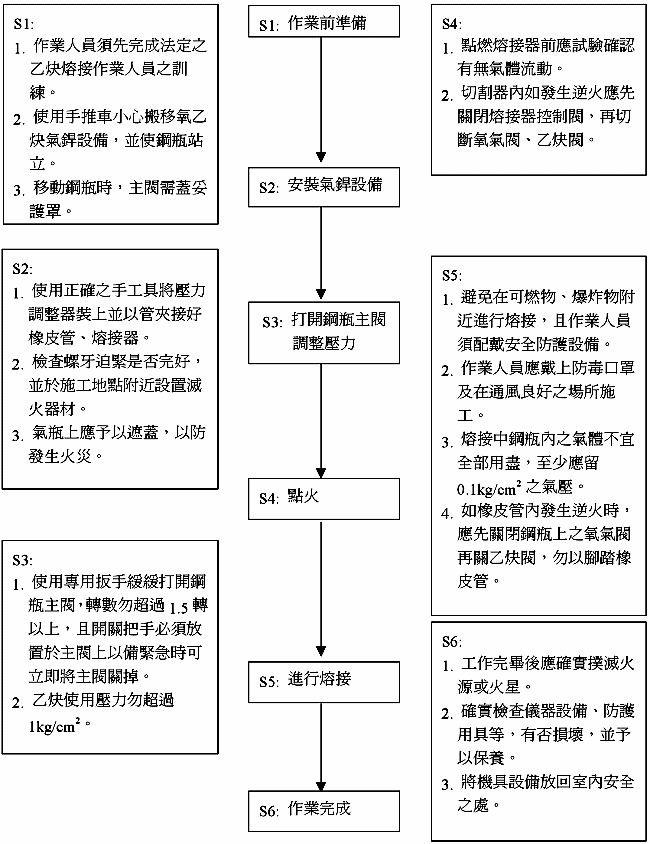 S1:
1. 作業人員須先完成法定之
乙炔熔接作業人員之訓
練。
2. 使用手推車小心搬移氧乙
炔氣銲設備，並使鋼瓶站
立。
3. 移動鋼瓶時，主閥需蓋妥
護罩。
S2:
1. 使用正確之手工具將壓力
調整器裝上並以管夾接好
橡皮管、熔接器。
2. 檢查螺牙迫緊是否完好，
並於施工地點附近設置滅
火器材。
3. 氣瓶上應予以遮蓋，以防
發生火災。
S3:
1. 使用專用扳手緩緩打開鋼
瓶主閥，轉數勿超過 1.5 轉
以上，且開關把手必須放
置於主閥上以備緊急時可
立即將主閥關掉。
2. 乙炔使用壓力勿超過
1kg/cm²。
S1: 作業前準備
S2: 安裝氣銲設備
S3: 打開鋼瓶主閥
調整壓力
S4: 點火
S5: 進行熔接
S6: 作業完成
S4:
1. 點燃熔接器前應試驗確認
有無氣體流動。
2. 切割器內如發生逆火應先
關閉熔接器控制閥，再切
斷氧氣閥、乙炔閥。
S5:
1. 避免在可燃物、爆炸物附
近進行熔接，且作業人員
須配戴安全防護設備。
2. 作業人員應戴上防毒口罩
及在通風良好之場所施
工。
3. 熔接中鋼瓶內之氣體不宜
全部用盡，至少應留
0.1kg/cm² 之氣壓。
4. 如橡皮管內發生逆火時，
應先關閉鋼瓶上之氧氣閥
再關乙炔閥，勿以腳踏橡
皮管。
S6:
1. 工作完畢後應確實撲滅火
源或火星。
2. 確實檢查儀器設備、防護
用具等，有否損壞，並予
以保養。
3. 將機具設備放回室內安全
之處。